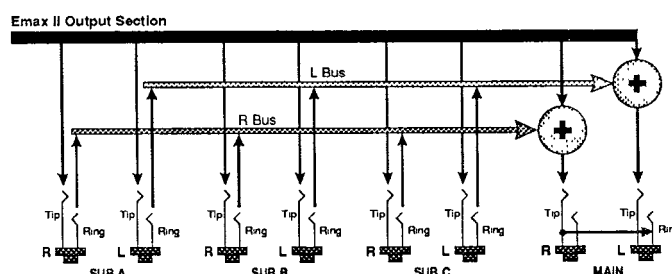 Emax II Output Section
L Bus
R Bus
Tip Ring Tip Ring Tip Ring Tip Ring Tip Ring Tip Ring Tip Ring Tip
R L R L R L R L
SUB A SUB B SUB C MAIN